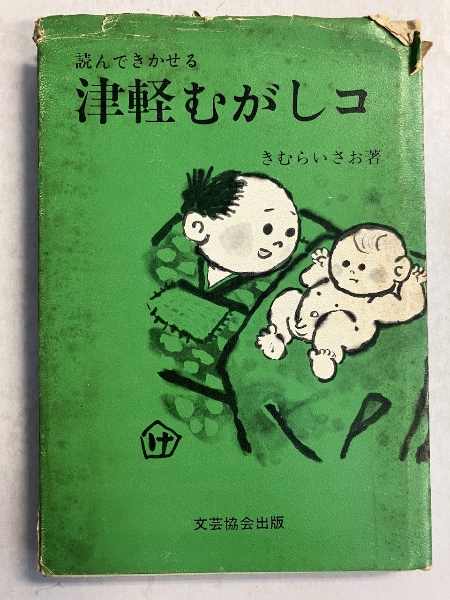 読んできかせる
津軽むがしコ
きむらいさお著
け
文芸協会出版